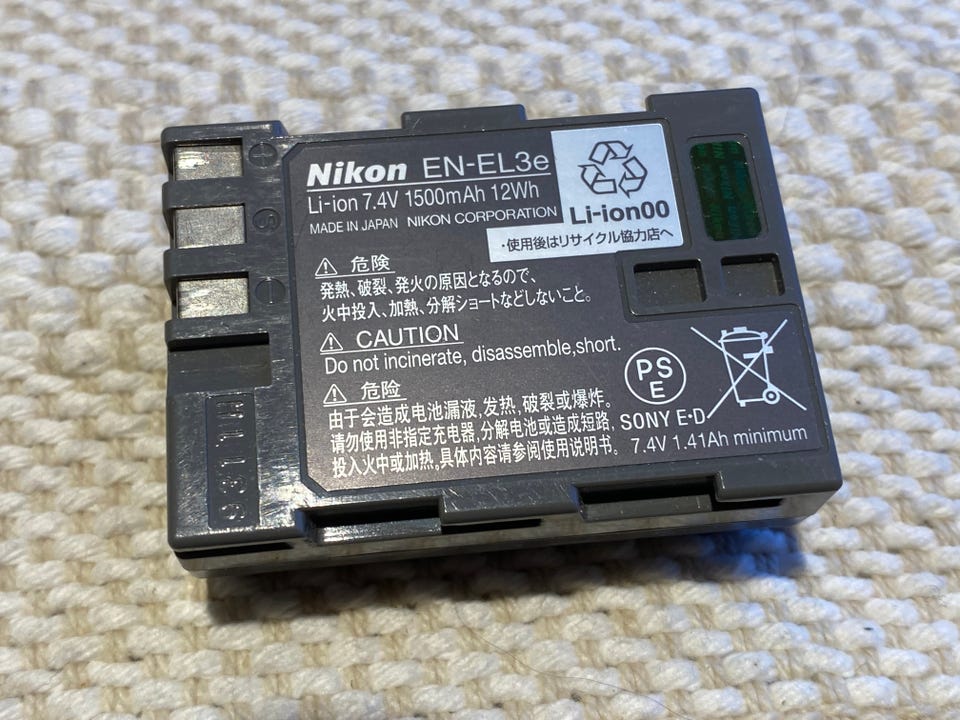 Nikon EN-EL3e
Li-ion 7.4V 1500mAh 12Wh
MADE IN JAPAN NIKON CORPORATION
Li-ion00
・使用後はリサイクル協力店へ
危険
発熱、破裂、発火の原因となるので、
火中投入、加熱、分解ショートなどしないこと。
CAUTION
Do not incinerate, disassemble,short.
危险
由于会造成电池漏液,发热,破裂或爆炸.
请勿使用非指定充电器,分解电池或造成短路,
投入火中或加热。具体内容请参阅使用说明书.
PS
E
SONY E・D
7.4V 1.41Ah minimum
S